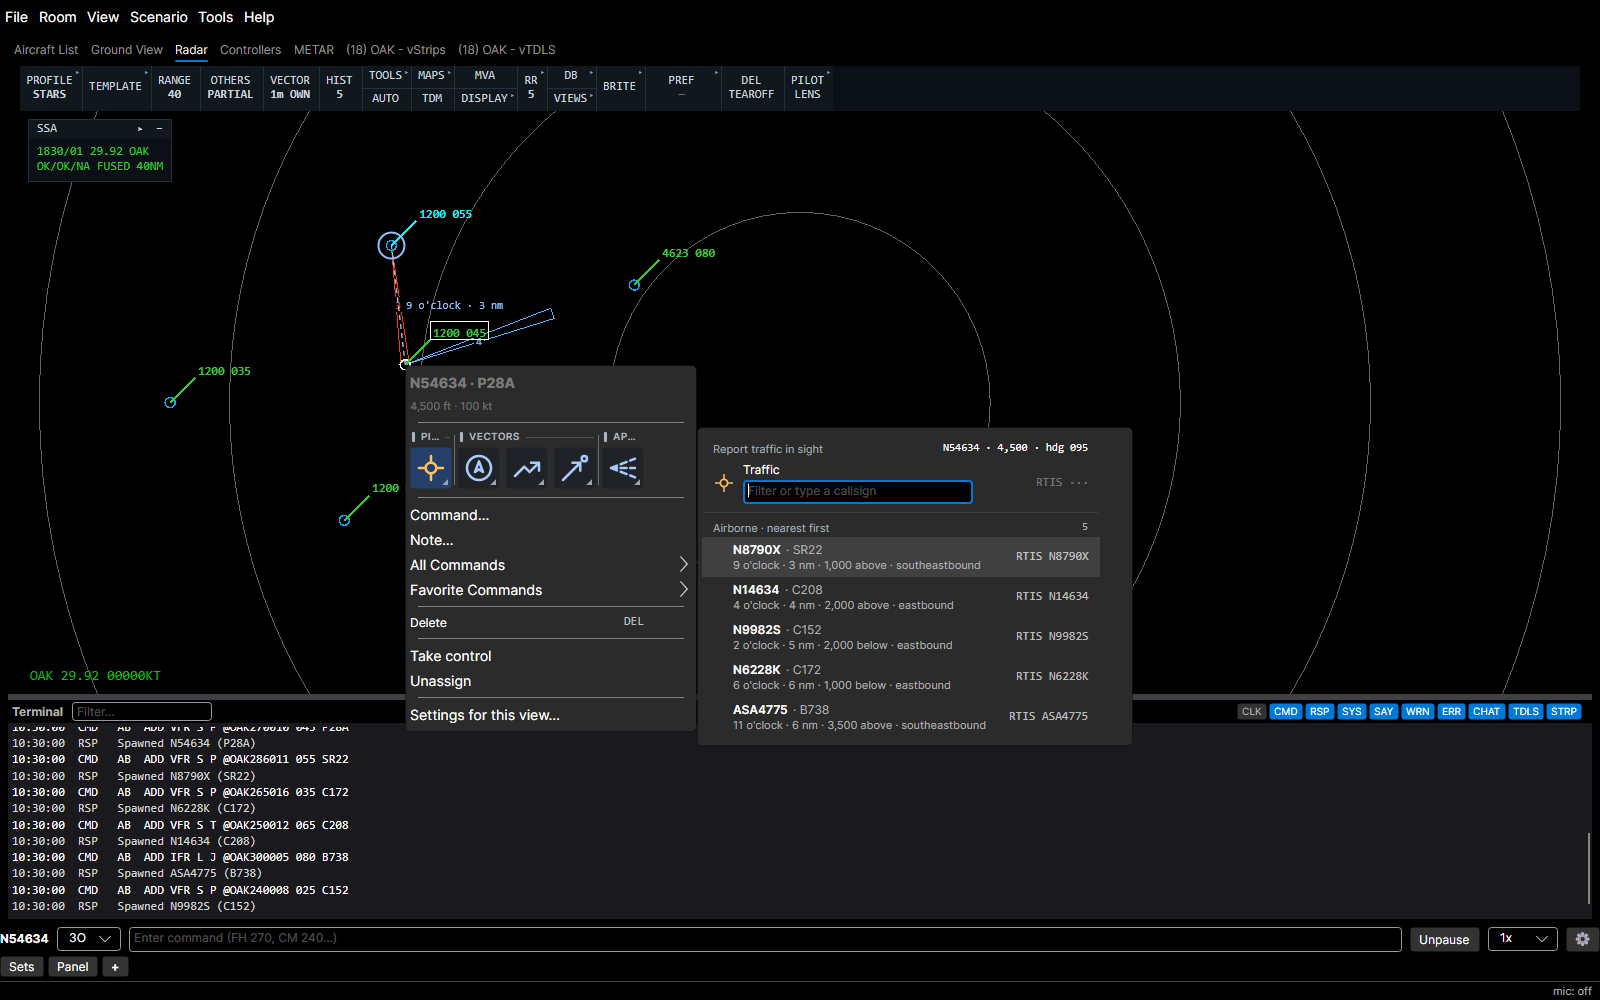 File Room View Scenario Tools Help
Aircraft List Ground View Radar Controllers METAR (18) OAK - vStrips (18) OAK - vTDLS
PROFILE STARS
TEMPLATE
RANGE 40
OTHERS PARTIAL
VECTOR 1m OWN
HIST 5
TOOLS
AUTO
MAPS
TDM
MVA
DISPLAY
RR 5
DB
VIEWS
BRITE
PREF —
DEL TEAROFF
PILOT LENS
SSA
1830/01 29.92 OAK
OK/OK/NA FUSED 40NM
1200 055
4623 080
9 o'clock · 3 nm
1200 045
4
1200 035
1200
N54634 · P28A
4,500 ft · 100 kt
PI... VECTORS AP...
Command...
Note...
All Commands
Favorite Commands
Delete DEL
Take control
Unassign
Settings for this view...
Report traffic in sight N54634 · 4,500 · hdg 095
Traffic
Filter or type a callsign RTIS ---
Airborne · nearest first 5
N8790X · SR22
9 o'clock · 3 nm · 1,000 above · southeastbound RTIS N8790X
N14634 · C208
4 o'clock · 4 nm · 2,000 above · eastbound RTIS N14634
N9982S · C152
2 o'clock · 5 nm · 2,000 below · eastbound RTIS N9982S
N6228K · C172
6 o'clock · 6 nm · 1,000 below · eastbound RTIS N6228K
ASA4775 · B738
11 o'clock · 6 nm · 3,500 above · southeastbound RTIS ASA4775
OAK 29.92 00000KT
Terminal Filter... CLK CMD RSP SYS SAY WRN ERR CHAT TDLS STRP
10:30:00 CMD AB ADD VFR S P @OAK270010 045 P28A
10:30:00 RSP Spawned N54634 (P28A)
10:30:00 CMD AB ADD VFR S P @OAK286011 055 SR22
10:30:00 RSP Spawned N8790X (SR22)
10:30:00 CMD AB ADD VFR S P @OAK265016 035 C172
10:30:00 RSP Spawned N6228K (C172)
10:30:00 CMD AB ADD VFR S T @OAK250012 065 C208
10:30:00 RSP Spawned N14634 (C208)
10:30:00 CMD AB ADD IFR L J @OAK300005 080 B738
10:30:00 RSP Spawned ASA4775 (B738)
10:30:00 CMD AB ADD VFR S P @OAK240008 025 C152
10:30:00 RSP Spawned N9982S (C152)
N54634 3O Enter command (FH 270, CM 240...) Unpause 1x
Sets Panel +
mic: off